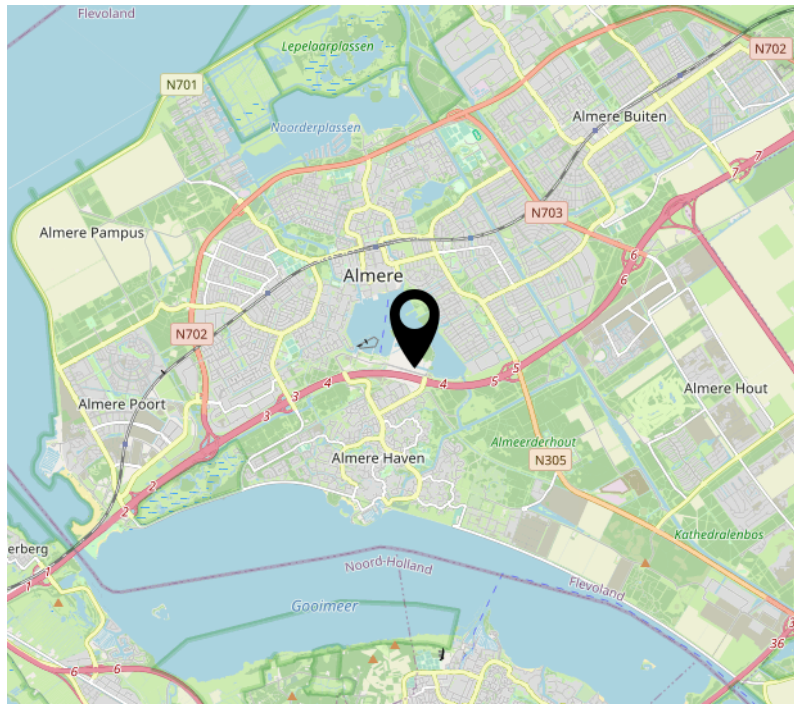 Flevoland
Lepelaarplassen
N702
N701
Almere Buiten
Noorderplassen
7
7
N703
Almere Pampus
6
6
Almere
N702
4
4
5
5
Almere Hout
3
3
Almere Poort
Almeerderhout
Almere Haven
N305
2
2
Kathedralenbos
erberg
Noord-Holland
1
1
Flevoland
Gooimeer
3
36
6
6